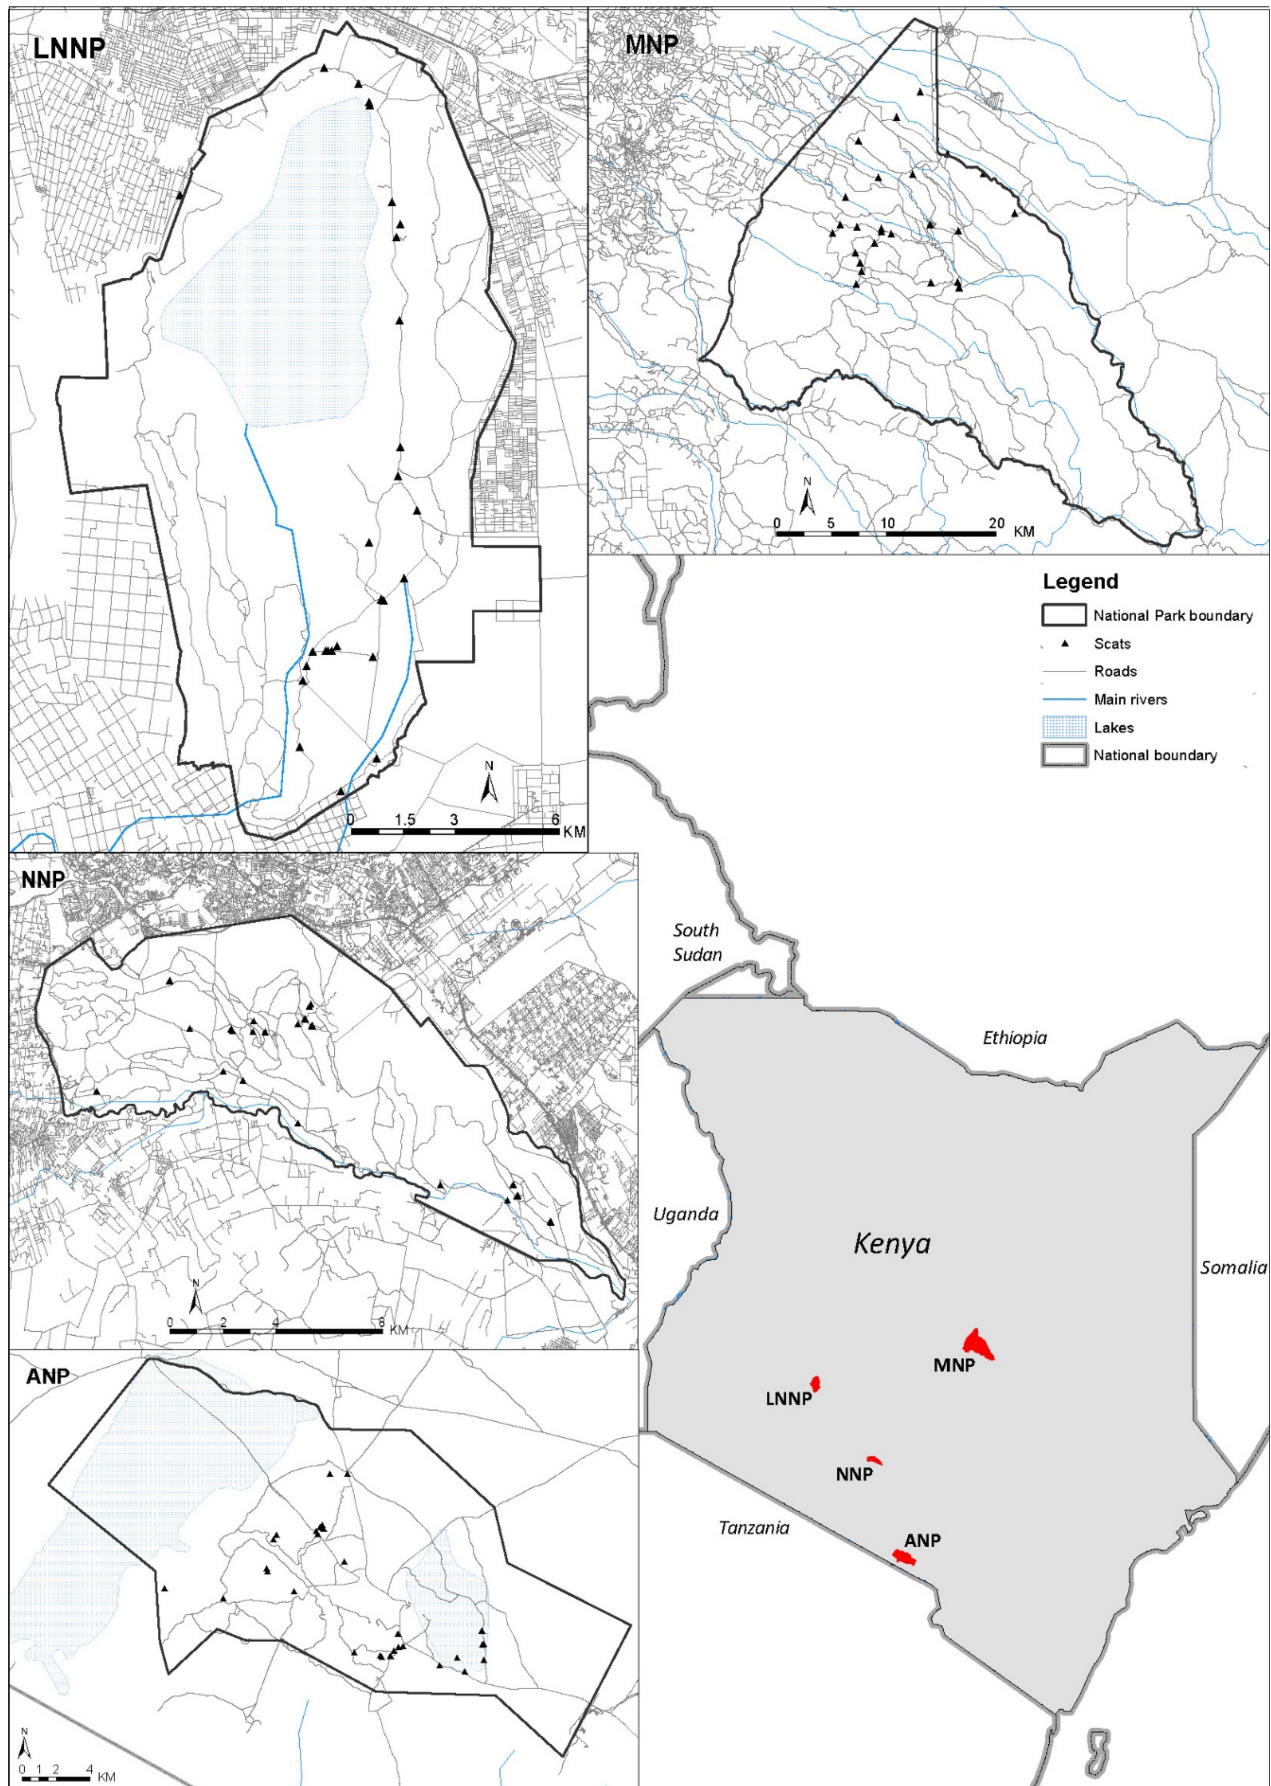 LNNP
N
0 1.5 3 6
KM
MNP
N
0 5 10 20
KM
Legend
National Park boundary
Scats
Roads
Main rivers
Lakes
National boundary
NNP
N
0 2 4 8
KM
ANP
N
0 1 2 4
KM
South
Sudan
Ethiopia
Uganda
Kenya
Somalia
MNP
LNNP
NNP
Tanzania
ANP